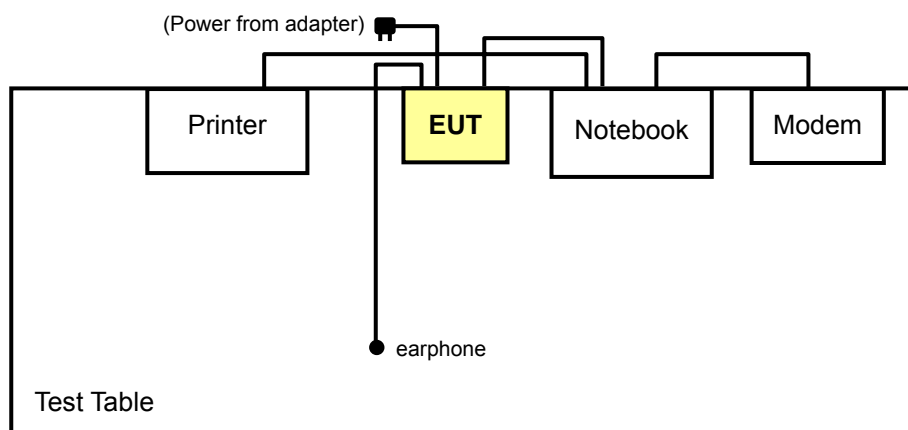 (Power from adapter)
Printer
EUT
Notebook
Modem
earphone
Test Table